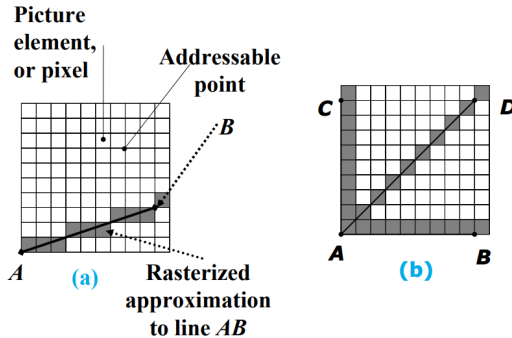 Picture
element,
or pixel
Addressable
point
B
A
(a)
Rasterized
approximation
to line AB
C
D
A
B
(b)